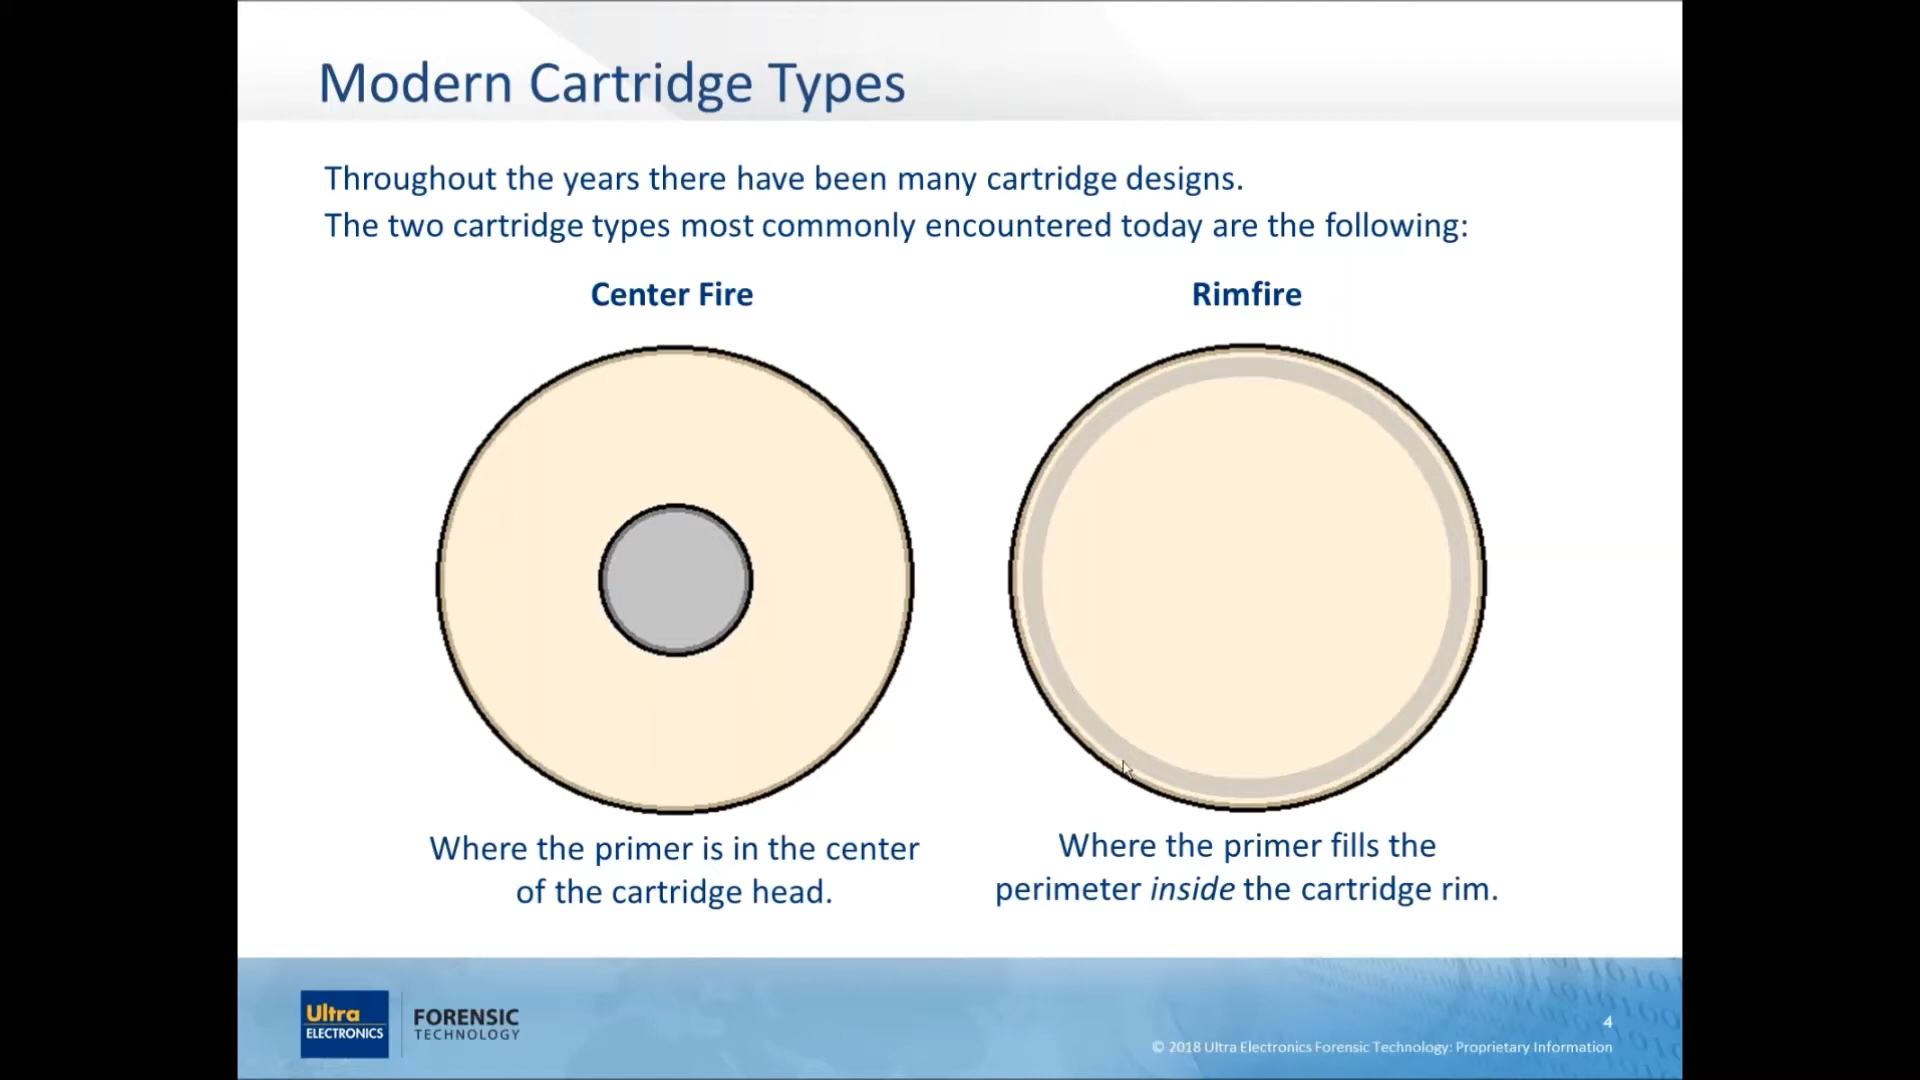 Modern Cartridge Types
Throughout the years there have been many cartridge designs.
The two cartridge types most commonly encountered today are the following:
Center Fire
Rimfire
Where the primer is in the center
of the cartridge head.
Where the primer fills the
perimeter inside the cartridge rim.
Ultra
ELECTRONICS
FORENSIC
TECHNOLOGY
4
© 2018 Ultra Electronics Forensic Technology: Proprietary Information